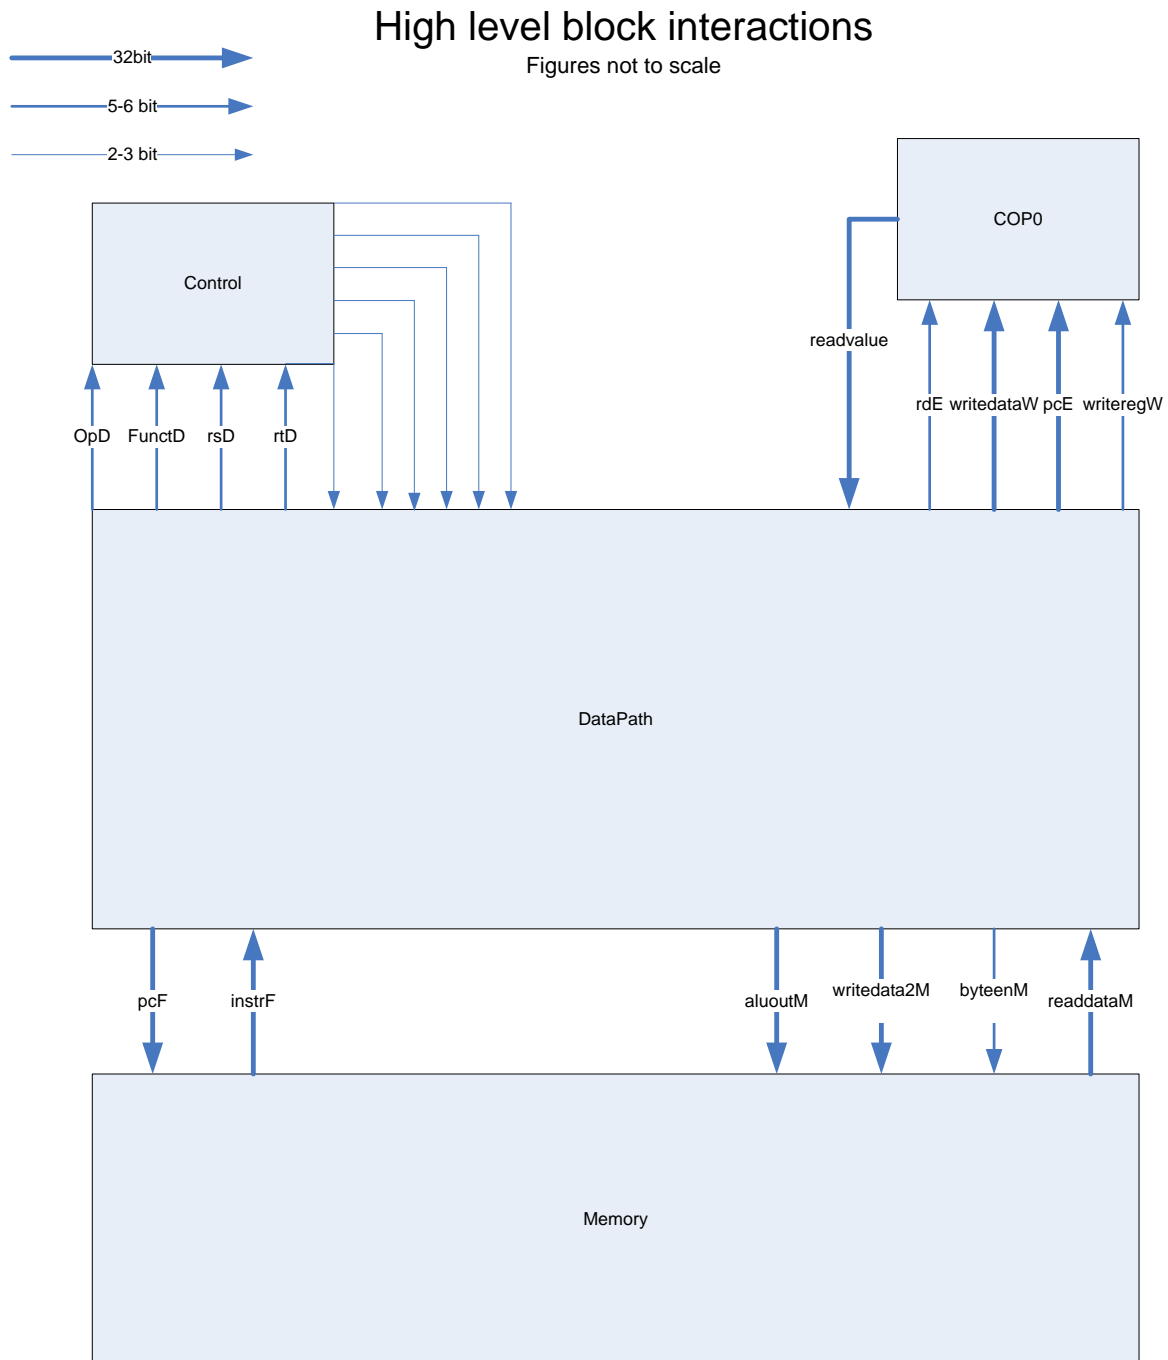 High level block interactions
Figures not to scale
32bit
5-6 bit
2-3 bit
Control
COP0
readvalue
rdE writedataW pcE writeregW
OpD FunctD rsD rtD
DataPath
pcF instrF aluoutM writedata2M byteenM readdataM
Memory